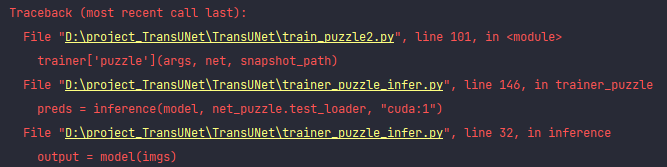 Traceback (most recent call last):
File "D:\project_TransUNet\TransUNet\train_puzzle2.py", line 101, in <module>
trainer['puzzle'](args, net, snapshot_path)
File "D:\project_TransUNet\TransUNet\trainer_puzzle_infer.py", line 146, in trainer_puzzle
preds = inference(model, net_puzzle.test_loader, "cuda:1")
File "D:\project_TransUNet\TransUNet\trainer_puzzle_infer.py", line 32, in inference
output = model(imgs)